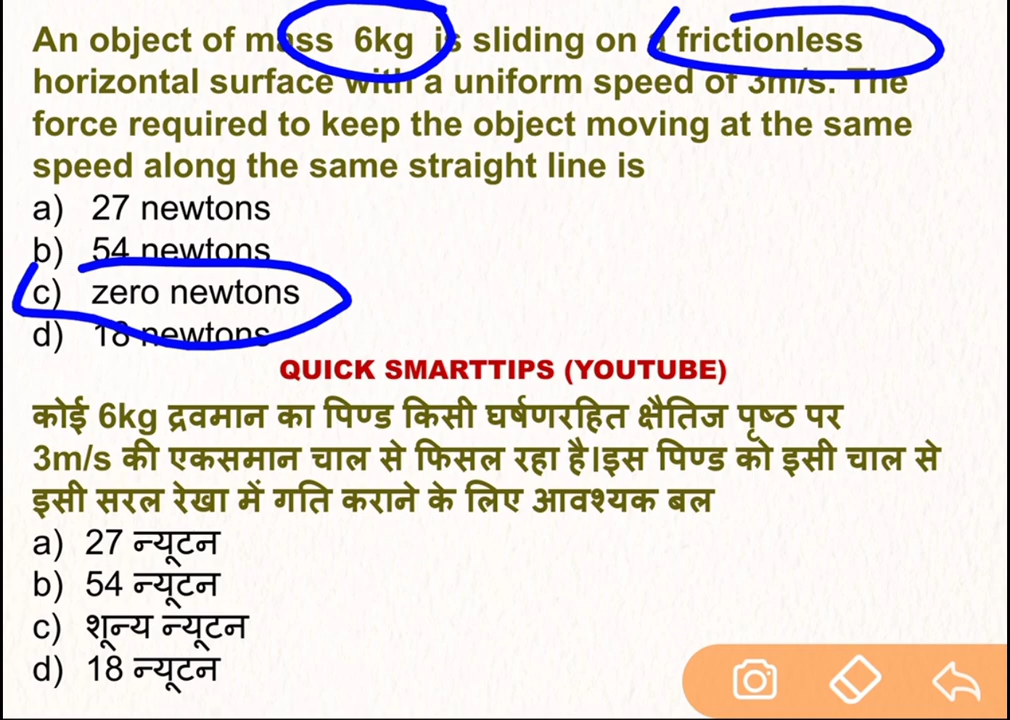 An object of mass 6kg is sliding on a frictionless
horizontal surface with a uniform speed of 3m/s. The
force required to keep the object moving at the same
speed along the same straight line is
a) 27 newtons
b) 54 newtons
c) zero newtons
d) 18 newtons
QUICK SMARTTIPS (YOUTUBE)
कोई 6kg द्रवमान का पिण्ड किसी घर्षणरहित क्षैतिज पृष्ठ पर
3m/s की एकसमान चाल से फिसल रहा है।इस पिण्ड को इसी चाल से
इसी सरल रेखा में गति कराने के लिए आवश्यक बल
a) 27 न्यूटन
b) 54 न्यूटन
c) शून्य न्यूटन
d) 18 न्यूटन